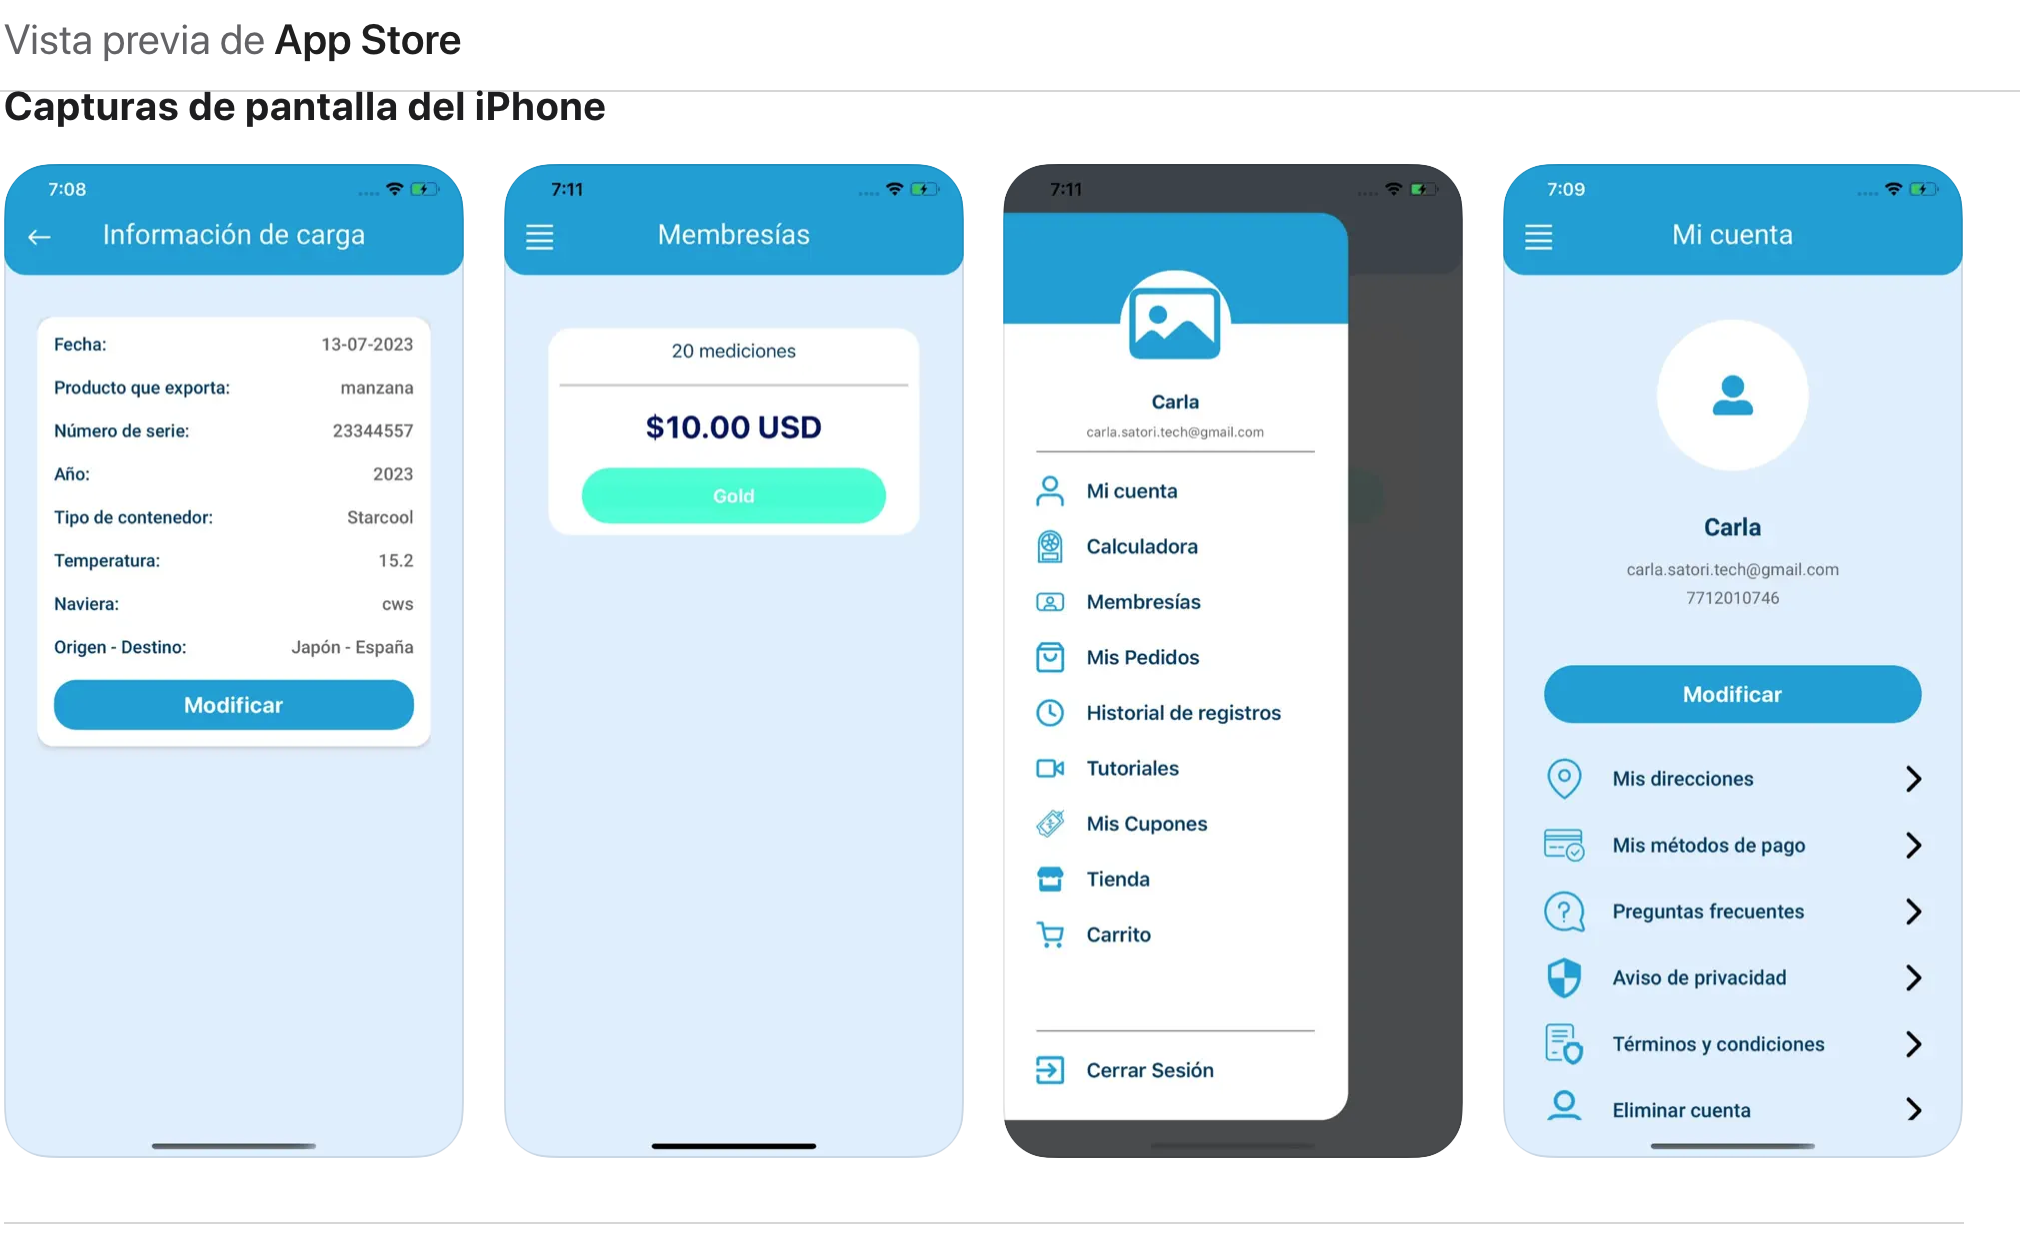 Vista previa de App Store
Capturas de pantalla del iPhone
7:08
Información de carga
Fecha: 13-07-2023
Producto que exporta: manzana
Número de serie: 23344557
Año: 2023
Tipo de contenedor: Starcool
Temperatura: 15.2
Naviera: cws
Origen - Destino: Japón - España
Modificar
7:11
Membresías
20 mediciones
$10.00 USD
Gold
7:11
Carla
carla.satori.tech@gmail.com
Mi cuenta
Calculadora
Membresías
Mis Pedidos
Historial de registros
Tutoriales
Mis Cupones
Tienda
Carrito
Cerrar Sesión
7:09
Mi cuenta
Carla
carla.satori.tech@gmail.com
7712010746
Modificar
Mis direcciones
Mis métodos de pago
Preguntas frecuentes
Aviso de privacidad
Términos y condiciones
Eliminar cuenta